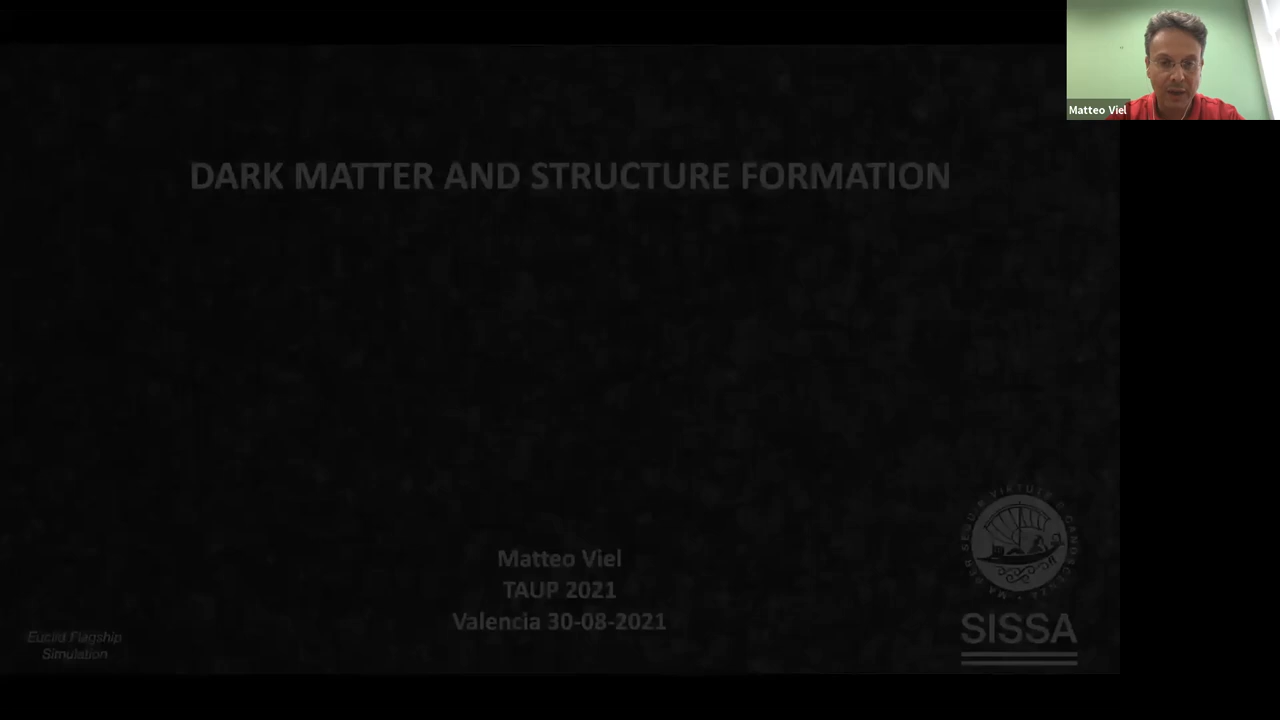 Matteo Viel
DARK MATTER AND STRUCTURE FORMATION
Matteo Viel
TAUP 2021
Valencia 30-08-2021
Euclid Flagship
Simulation
SISSA